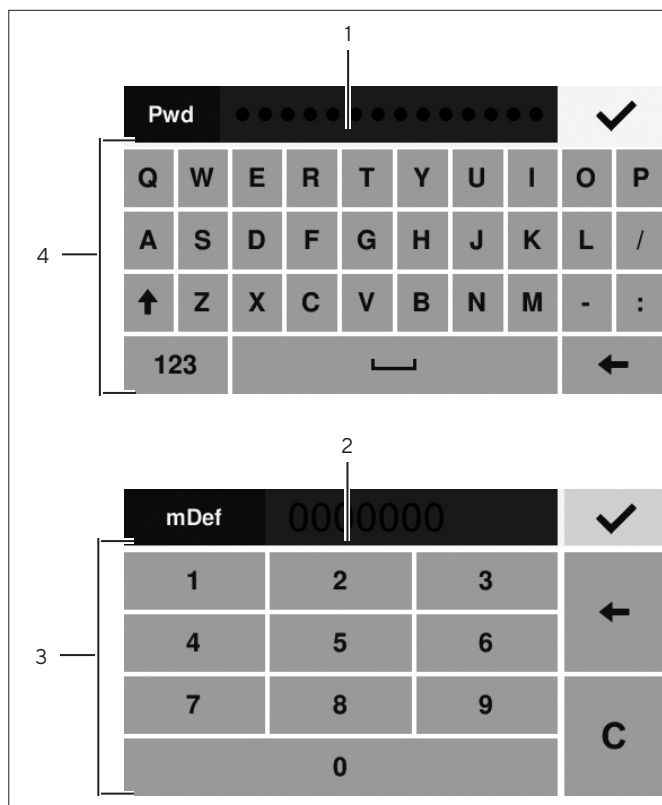 1
Pwd
Q W E R T Y U I O P
A S D F G H J K L /
4
Z X C V B N M - :
123
2
mDef 0000000
1 2 3
4 5 6
3
7 8 9
C
0